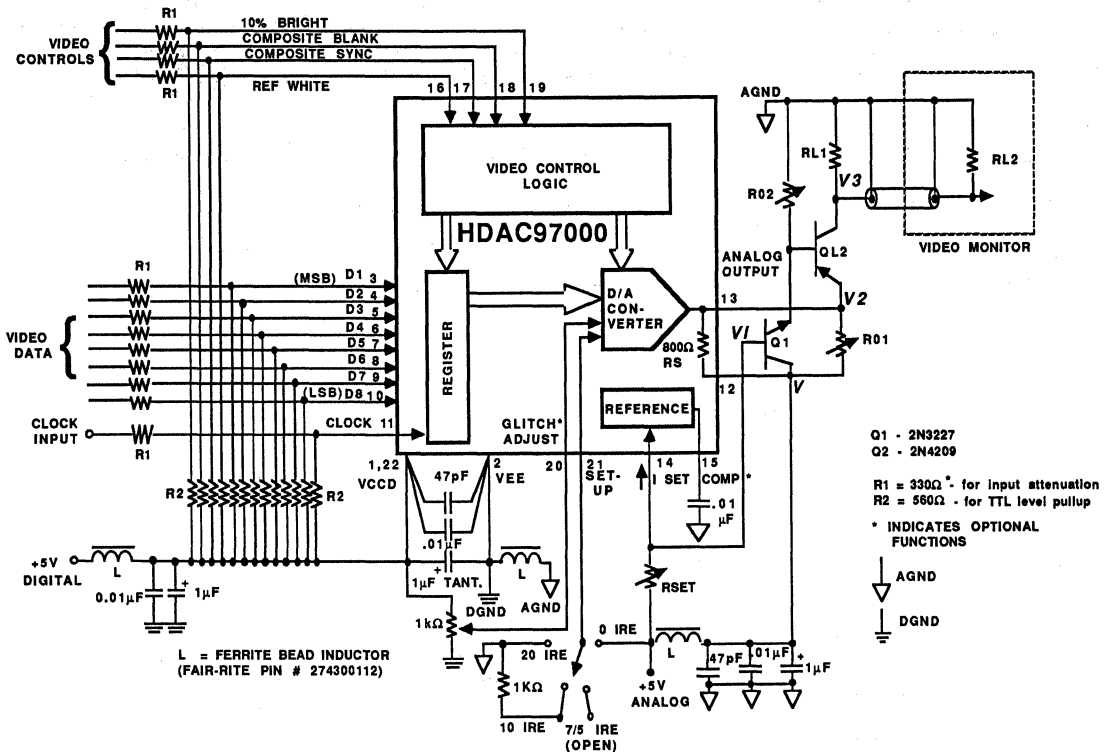 R1
10% BRIGHT
COMPOSITE BLANK
COMPOSITE SYNC
REF WHITE
VIDEO
CONTROLS
R1
16 17 18 19
VIDEO CONTROL
LOGIC
HDAC97000
AGND
RL1
RL2
R02
V3
VIDEO MONITOR
QL2
ANALOG
OUTPUT
13
V2
R1
(MSB) D1 3
D2 4
D3 5
D4 6
D5 7
D6 8
D7 9
(LSB) D8 10
VIDEO
DATA
REGISTER
D/A
CON-
VERTER
800Ω
RS
VI
Q1
R01
12
V
REFERENCE
CLOCK
INPUT
CLOCK 11
R1
GLITCH*
ADJUST
1,22
VCCD
2
VEE
20
21
SET-
UP
14
I SET
15
COMP *
47pF
.01μF
1μF + TANT.
.01
μF
R2
R2
+5V
DIGITAL
L
0.01μF
+
1μF
L
AGND
DGND
1kΩ
RSET
0 IRE
20 IRE
1KΩ
10 IRE
7/5 IRE
(OPEN)
+5V
ANALOG
L
47pF
.01μF
+
1μF
L = FERRITE BEAD INDUCTOR
(FAIR-RITE PIN # 274300112)
Q1 - 2N3227
Q2 - 2N4209
R1 = 330Ω * - for input attenuation
R2 = 560Ω - for TTL level pullup
* INDICATES OPTIONAL
FUNCTIONS
AGND
DGND